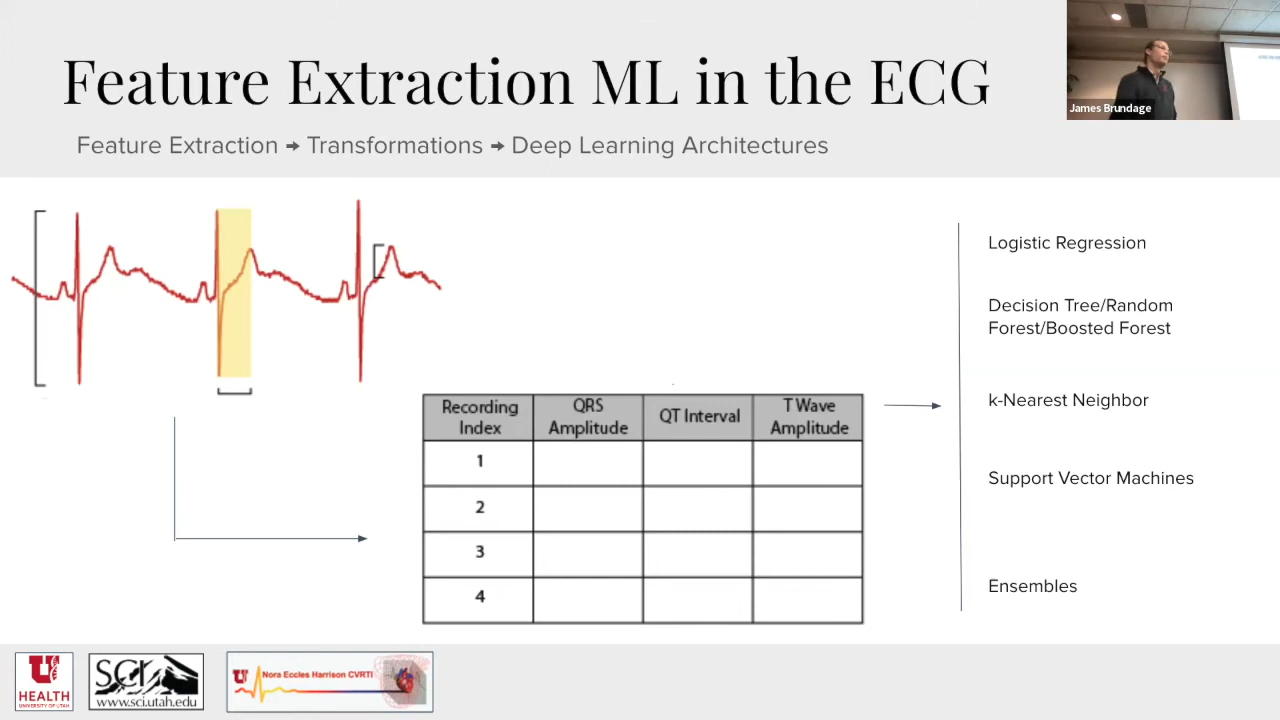 Feature Extraction ML in the ECG
James Brundage
Feature Extraction → Transformations → Deep Learning Architectures
Logistic Regression
Decision Tree/Random
Forest/Boosted Forest
k-Nearest Neighbor
Support Vector Machines
Ensembles
Recording Index QRS Amplitude QT Interval T Wave Amplitude
1
2
3
4
U HEALTH
UNIVERSITY OF UTAH
SCI
www.sci.utah.edu
U Nora Eccles Harrison CVRTI